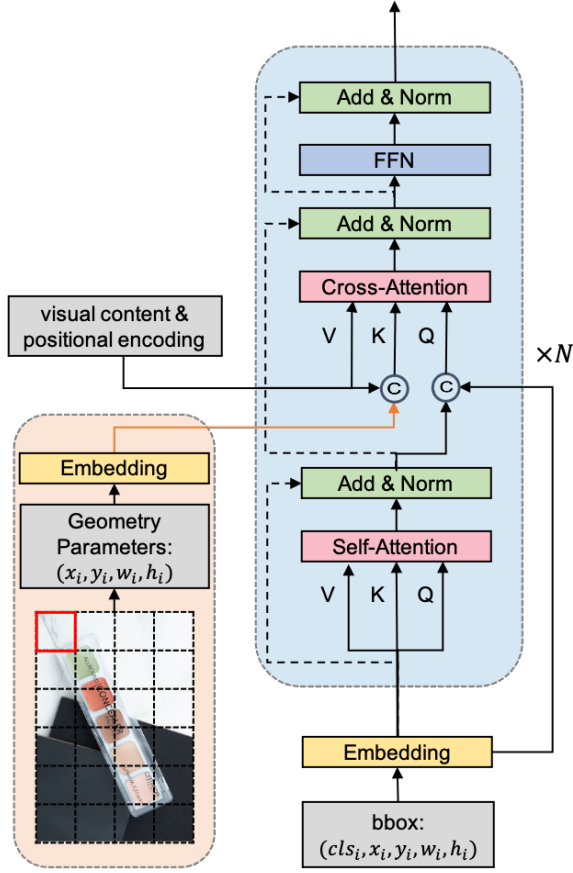 Add & Norm
FFN
Add & Norm
Cross-Attention
visual content &
positional encoding
V K Q
×N
C C
Embedding
Add & Norm
Geometry
Parameters:
(x_i, y_i, w_i, h_i)
Self-Attention
V K Q
CONCEALER
Embedding
bbox:
(cls_i, x_i, y_i, w_i, h_i)